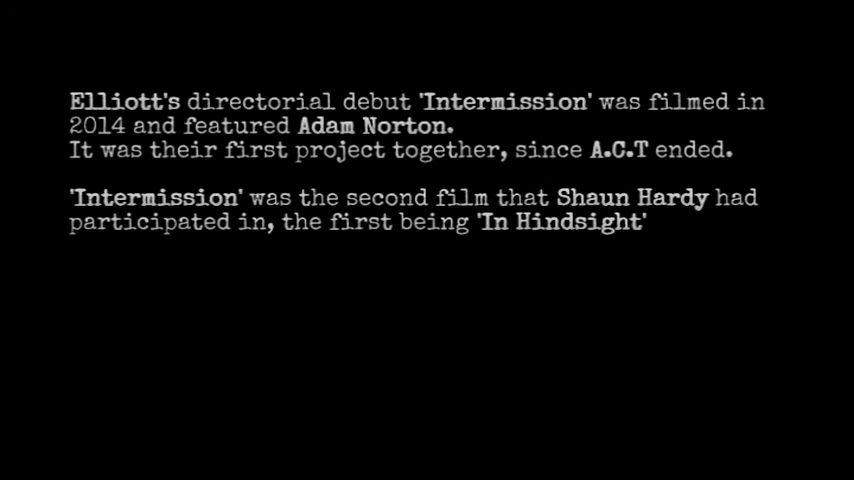 Elliott's directorial debut 'Intermission' was filmed in
2014 and featured Adam Norton.
It was their first project together, since A.C.T ended.
'Intermission' was the second film that Shaun Hardy had
participated in, the first being 'In Hindsight'